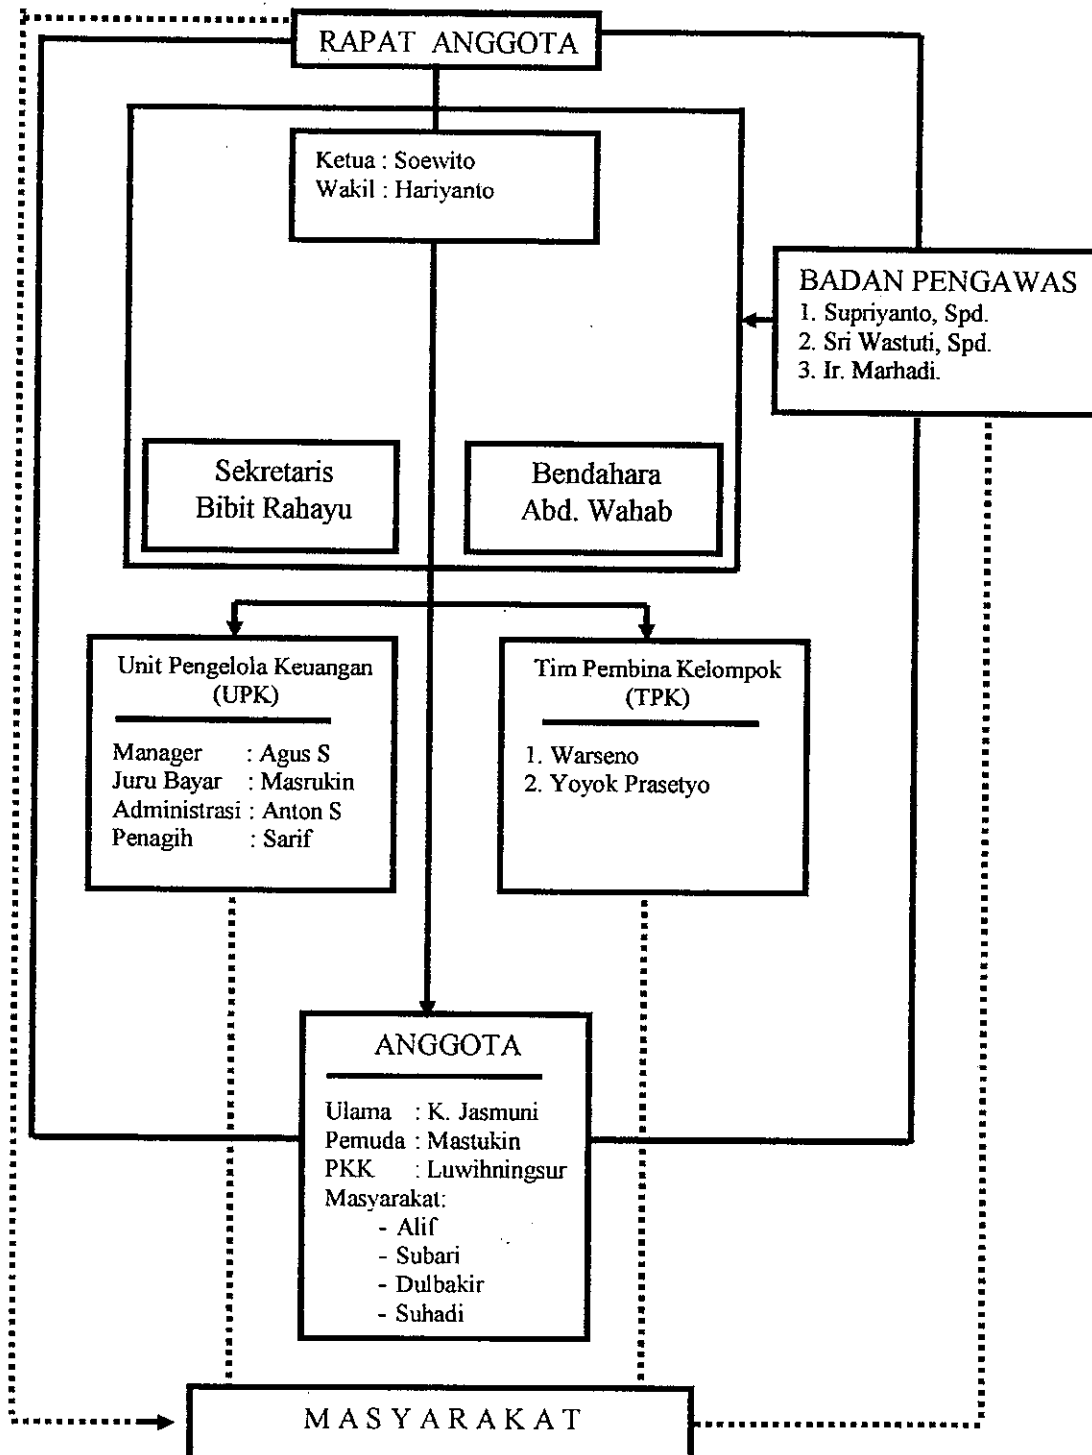 RAPAT ANGGOTA
Ketua : Soewito
Wakil : Hariyanto
BADAN PENGAWAS
1. Supriyanto, Spd.
2. Sri Wastuti, Spd.
3. Ir. Marhadi.
Sekretaris
Bibit Rahayu
Bendahara
Abd. Wahab
Unit Pengelola Keuangan
(UPK)
Manager : Agus S
Juru Bayar : Masrukin
Administrasi : Anton S
Penagih : Sarif
Tim Pembina Kelompok
(TPK)
1. Warseno
2. Yoyok Prasetyo
ANGGOTA
Ulama : K. Jasmuni
Pemuda : Mastukin
PKK : Luwihningsur
Masyarakat:
- Alif
- Subari
- Dulbakir
- Suhadi
MASYARAKAT